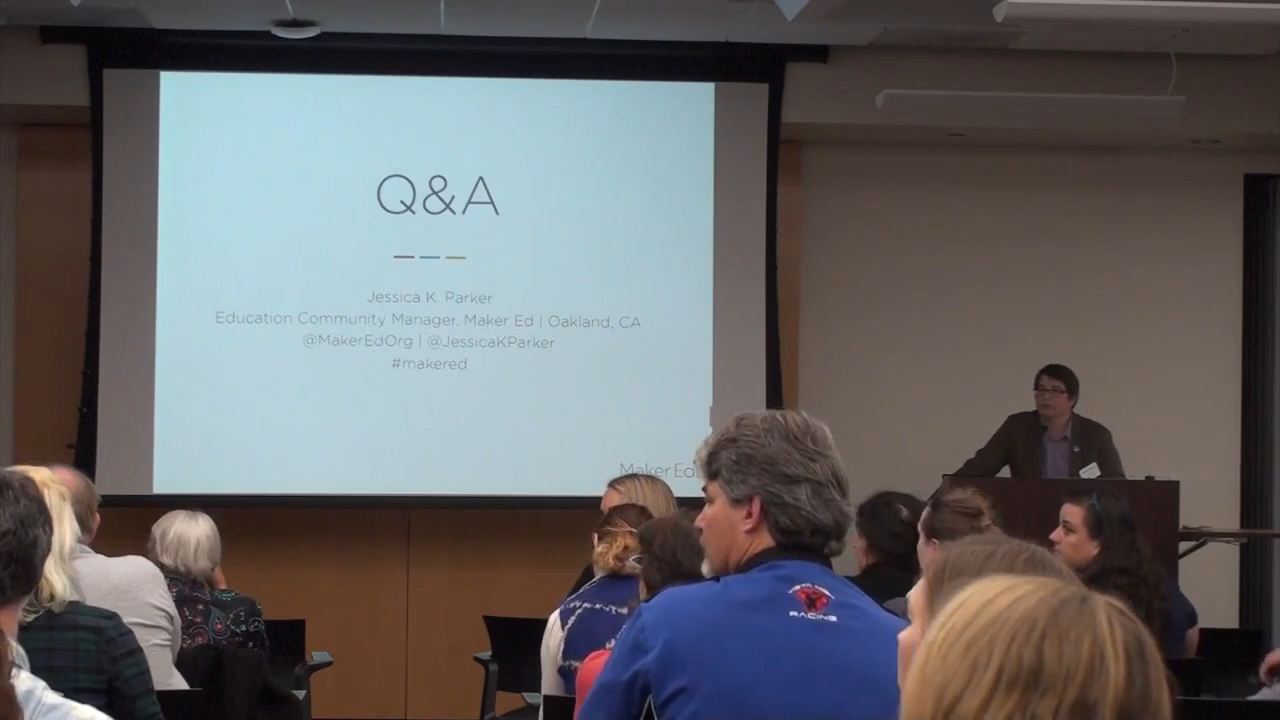 Q&A
Jessica K. Parker
Education Community Manager. Maker Ed | Oakland, CA
@MakerEdOrg | @JessicaKParker
#makered
Maker Ed
RACING